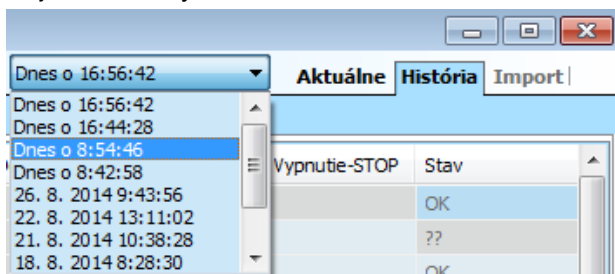 Dnes o 16:56:42
Aktuálne História Import
Dnes o 16:56:42
Dnes o 16:44:28
Dnes o 8:54:46
Dnes o 8:42:58
26. 8. 2014 9:43:56
22. 8. 2014 13:11:02
21. 8. 2014 10:38:28
18. 8. 2014 8:28:30
Vypnutie-STOP Stav
OK
??
OK